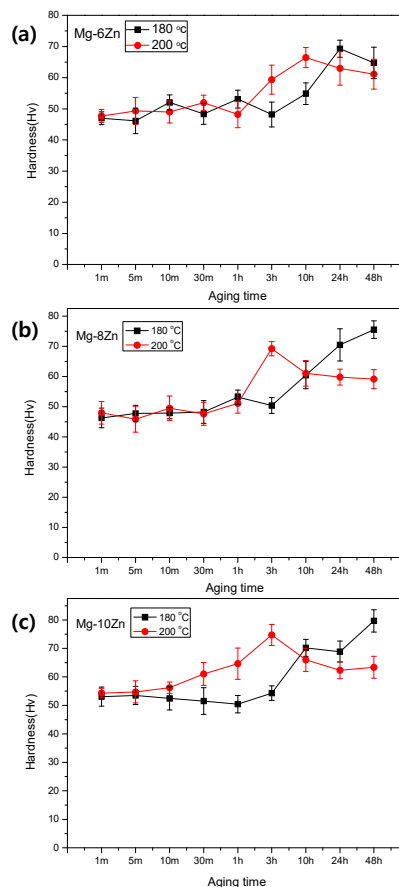 (a)
Mg-6Zn
180 ℃
200 ℃
80
70
60
50
40
30
20
10
0
Hardness(Hv)
1m 5m 10m 30m 1h 3h 10h 24h 48h
Aging time
(b)
Mg-8Zn
180 °C
200 °C
80
70
60
50
40
30
20
10
0
Hardness(Hv)
1m 5m 10m 30m 1h 3h 10h 24h 48h
Aging time
(c)
Mg-10Zn
180 °C
200 °C
80
70
60
50
40
30
20
10
0
Hardness(Hv)
1m 5m 10m 30m 1h 3h 10h 24h 48h
Aging time